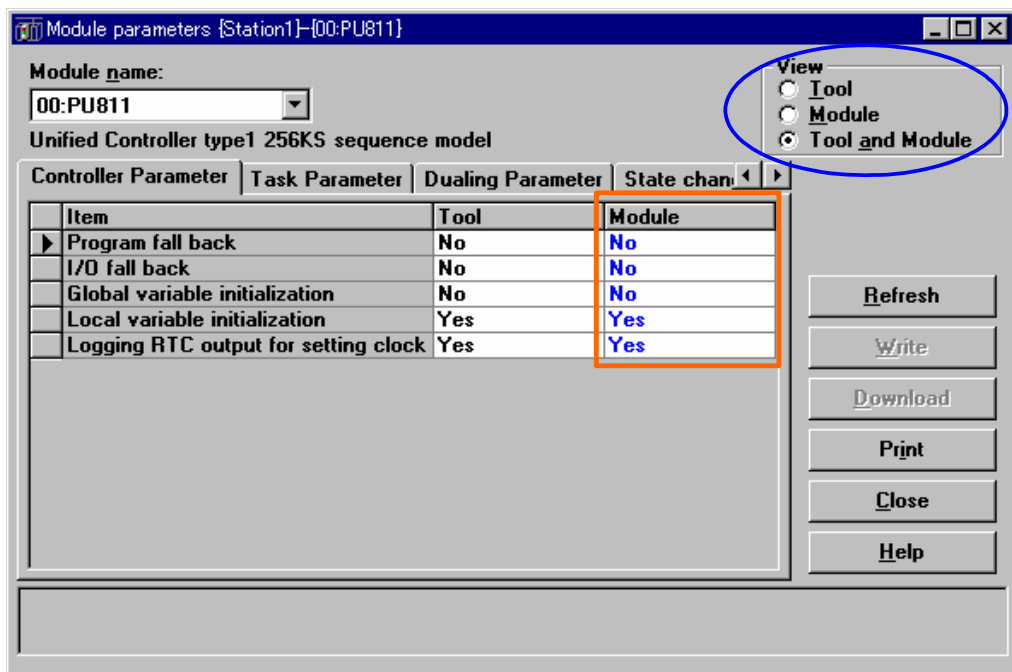 Module parameters {Station1}-{00:PU811}
Module name:
00:PU811
Unified Controller type1 256KS sequence model
View
Tool
Module
Tool and Module
Controller Parameter Task Parameter Dualing Parameter State chan
Item Tool Module
Program fall back No No
I/O fall back No No
Global variable initialization No No
Local variable initialization Yes Yes
Logging RTC output for setting clock Yes Yes
Refresh
Write
Download
Print
Close
Help